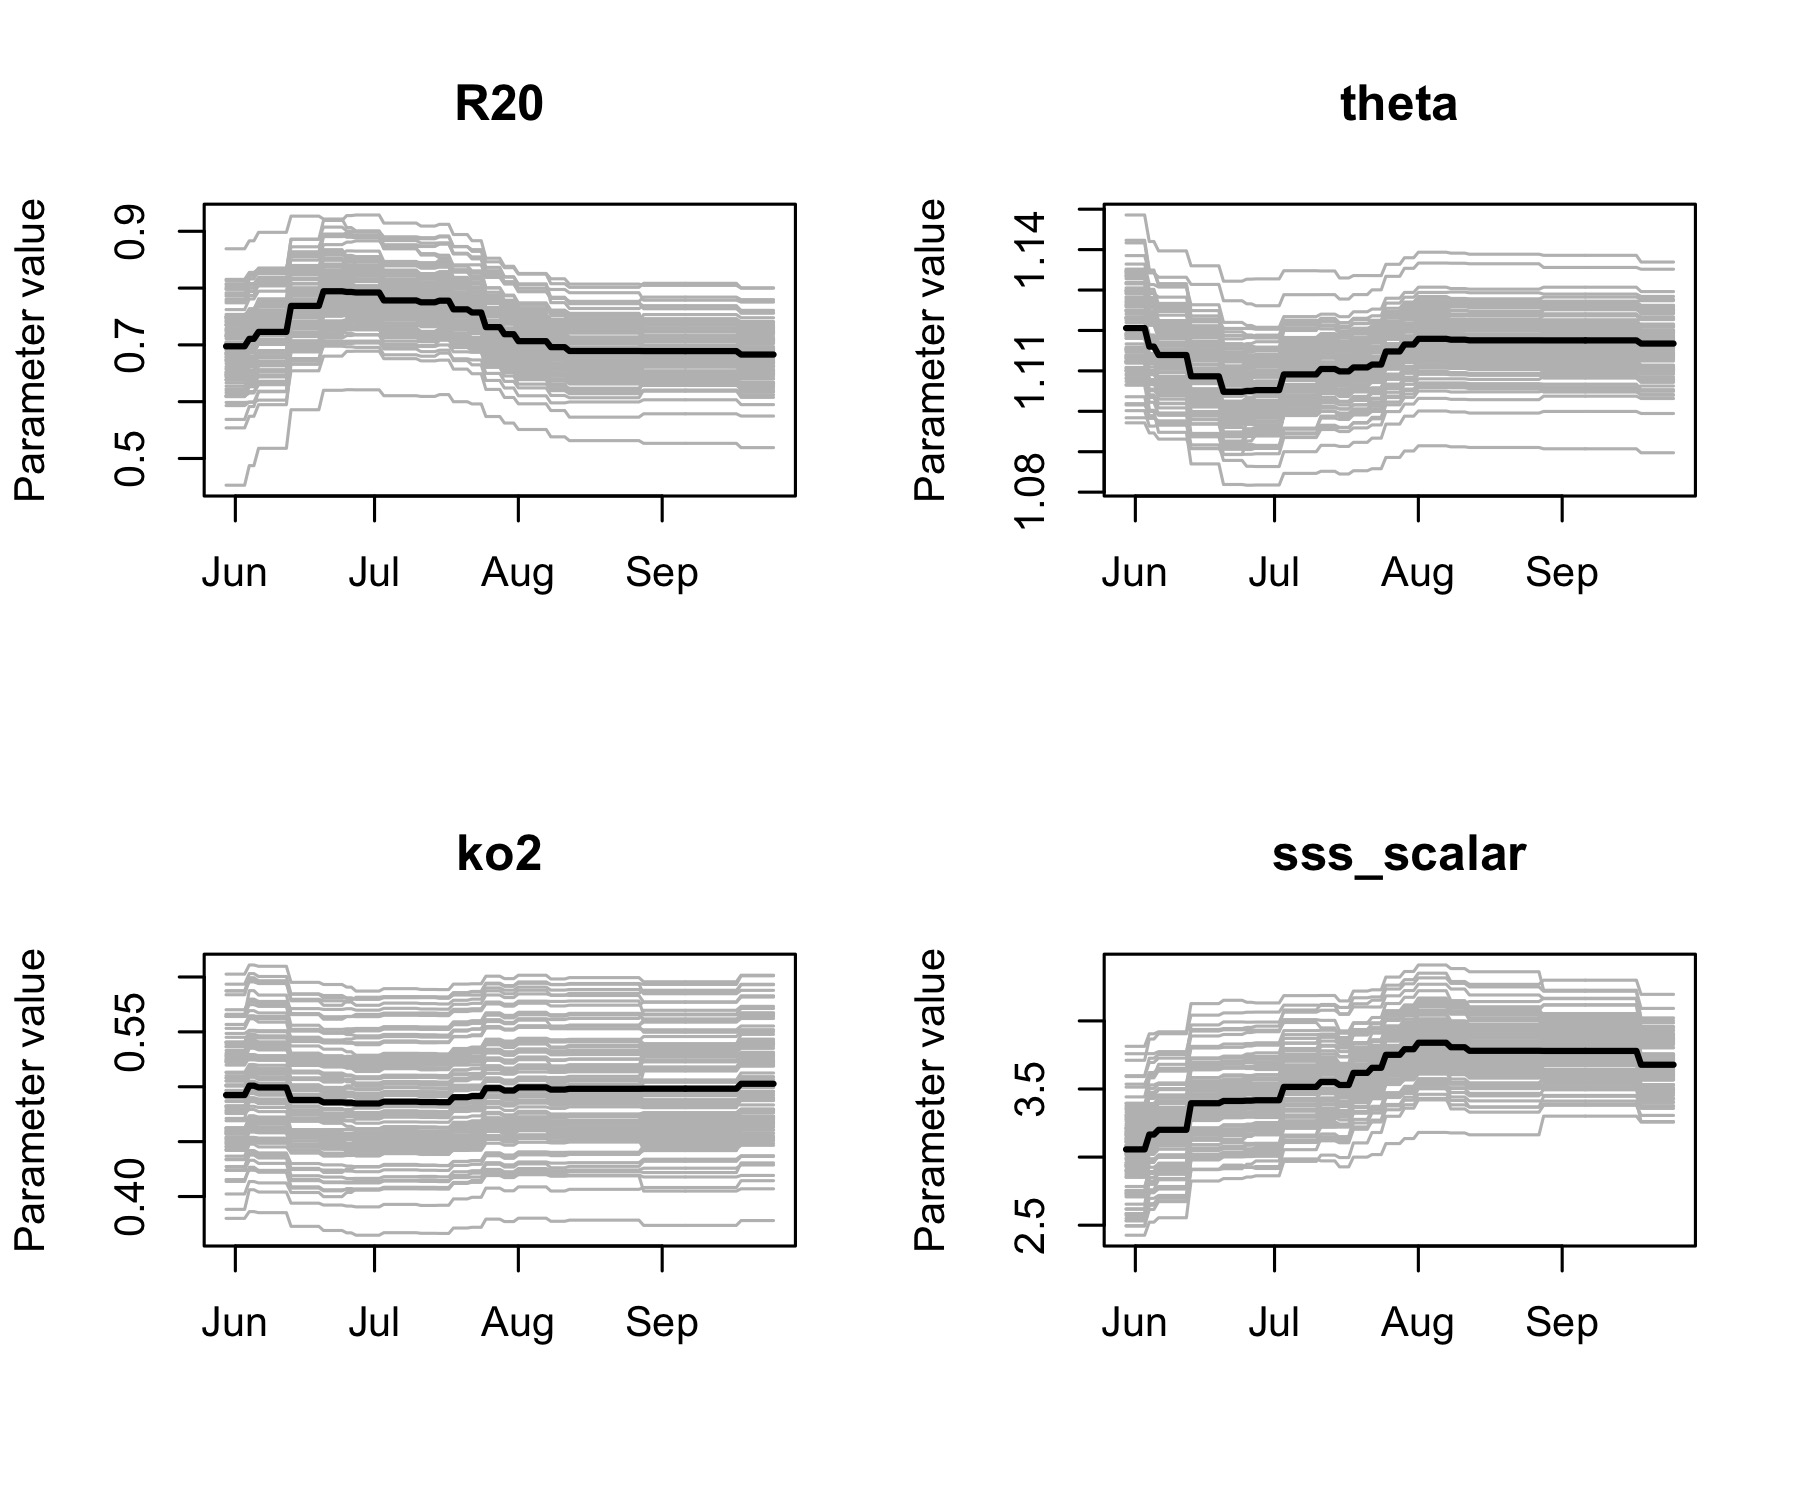 R20
Parameter value
0.5 0.7 0.9
Jun Jul Aug Sep
theta
Parameter value
1.08 1.11 1.14
Jun Jul Aug Sep
ko2
Parameter value
0.40 0.55
Jun Jul Aug Sep
sss_scalar
Parameter value
2.5 3.5
Jun Jul Aug Sep